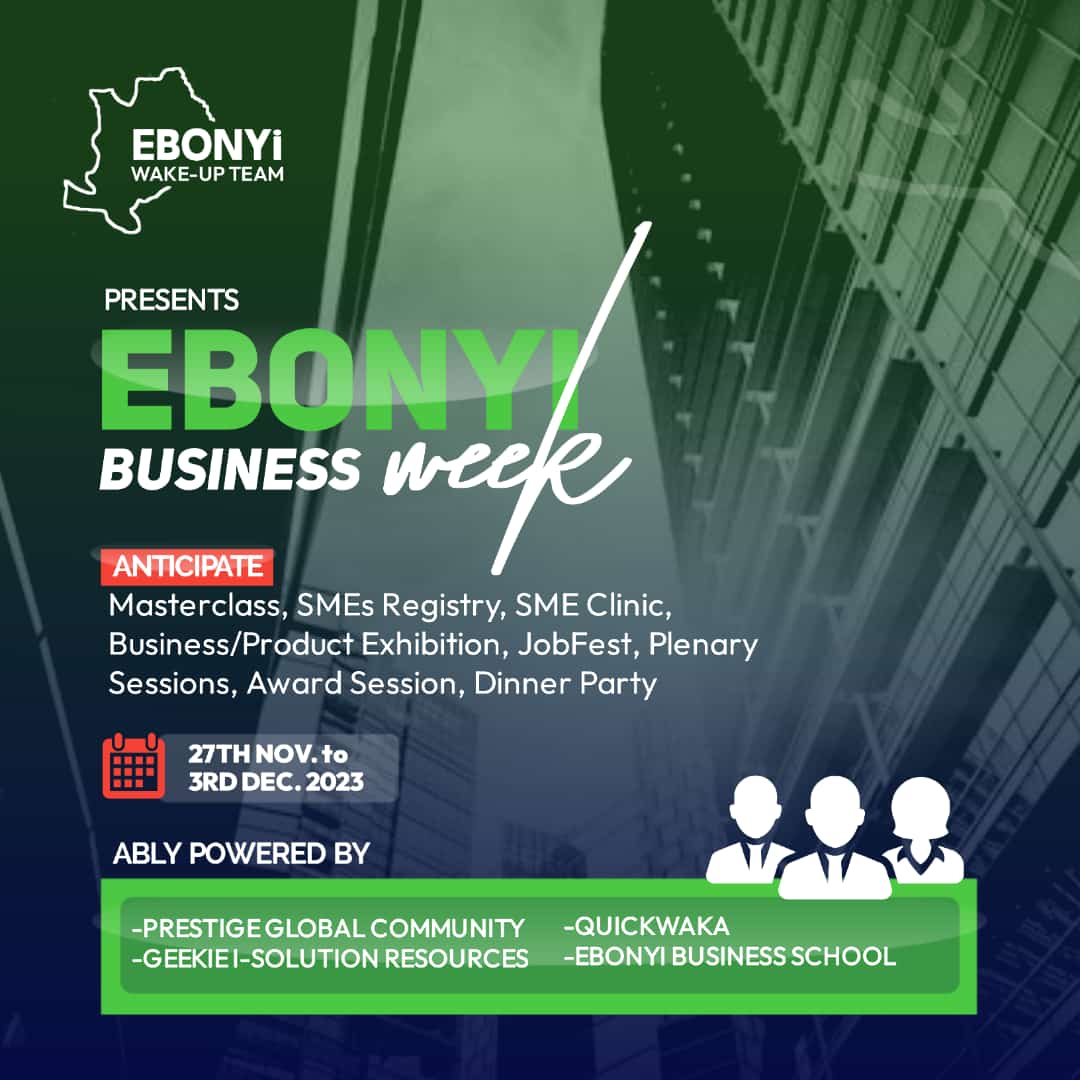 EBONYi
WAKE-UP TEAM
PRESENTS
EBONYI
BUSINESS week
ANTICIPATE
Masterclass, SMEs Registry, SME Clinic,
Business/Product Exhibition, JobFest, Plenary
Sessions, Award Session, Dinner Party
27TH NOV. to
3RD DEC. 2023
ABLY POWERED BY
-PRESTIGE GLOBAL COMMUNITY
-GEEKIE I-SOLUTION RESOURCES
-QUICKWAKA
-EBONYI BUSINESS SCHOOL